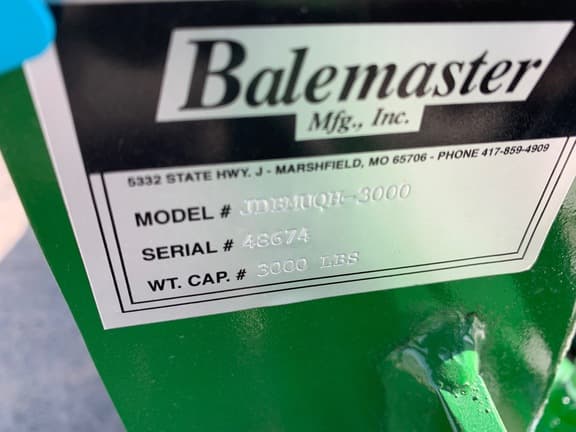 Balemaster
Mfg., Inc.
5332 STATE HWY. J - MARSHFIELD, MO 65706 - PHONE 417-859-4909
MODEL # JDBMUQH-3000
SERIAL # 48674
WT. CAP. # 3000 LBS